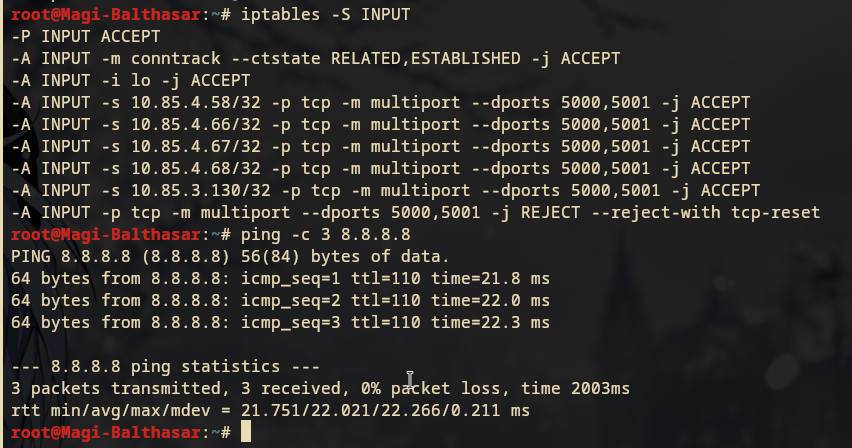 root@Magi-Balthasar:~# iptables -S INPUT
-P INPUT ACCEPT
-A INPUT -m conntrack --ctstate RELATED,ESTABLISHED -j ACCEPT
-A INPUT -i lo -j ACCEPT
-A INPUT -s 10.85.4.58/32 -p tcp -m multiport --dports 5000,5001 -j ACCEPT
-A INPUT -s 10.85.4.66/32 -p tcp -m multiport --dports 5000,5001 -j ACCEPT
-A INPUT -s 10.85.4.67/32 -p tcp -m multiport --dports 5000,5001 -j ACCEPT
-A INPUT -s 10.85.4.68/32 -p tcp -m multiport --dports 5000,5001 -j ACCEPT
-A INPUT -s 10.85.3.130/32 -p tcp -m multiport --dports 5000,5001 -j ACCEPT
-A INPUT -p tcp -m multiport --dports 5000,5001 -j REJECT --reject-with tcp-reset
root@Magi-Balthasar:~# ping -c 3 8.8.8.8
PING 8.8.8.8 (8.8.8.8) 56(84) bytes of data.
64 bytes from 8.8.8.8: icmp_seq=1 ttl=110 time=21.8 ms
64 bytes from 8.8.8.8: icmp_seq=2 ttl=110 time=22.0 ms
64 bytes from 8.8.8.8: icmp_seq=3 ttl=110 time=22.3 ms
--- 8.8.8.8 ping statistics ---
3 packets transmitted, 3 received, 0% packet loss, time 2003ms
rtt min/avg/max/mdev = 21.751/22.021/22.266/0.211 ms
root@Magi-Balthasar:~#